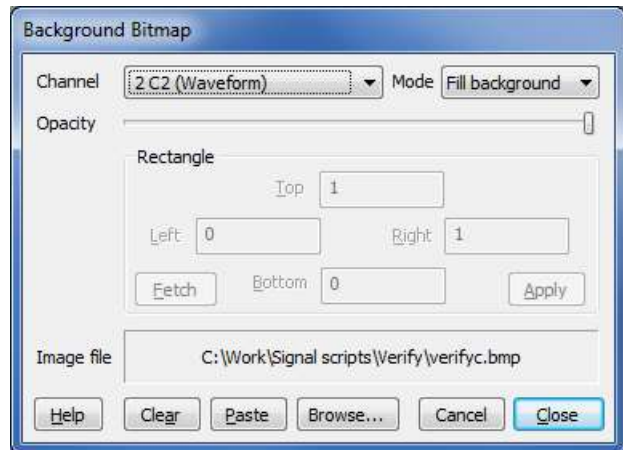 Background Bitmap
Channel 2 C2 (Waveform) Mode Fill background
Opacity
Rectangle
Top 1
Left 0 Right 1
Fetch Bottom 0 Apply
Image file C:\Work\Signal scripts\Verify\verifyc.bmp
Help Clear Paste Browse... Cancel Close